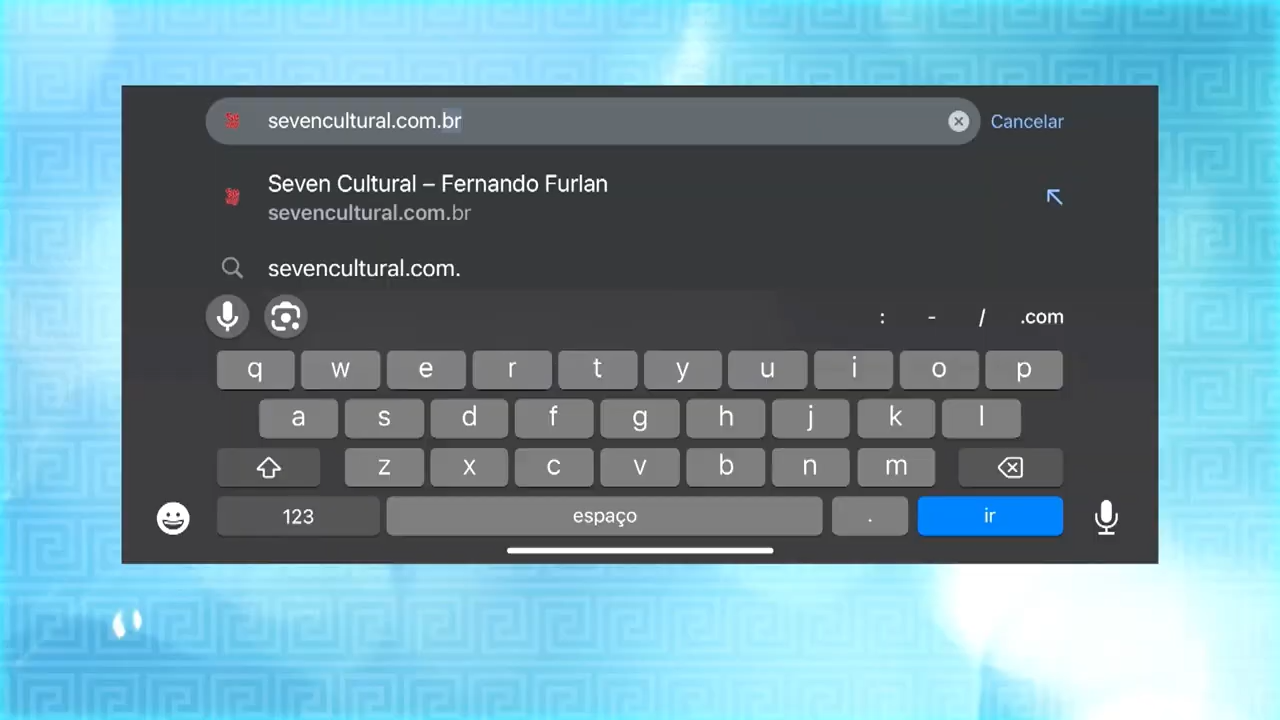 sevencultural.com.br
Cancelar
Seven Cultural – Fernando Furlan
sevencultural.com.br
sevencultural.com.
: - / .com
q w e r t y u i o p
a s d f g h j k l
z x c v b n m
123 espaço . ir